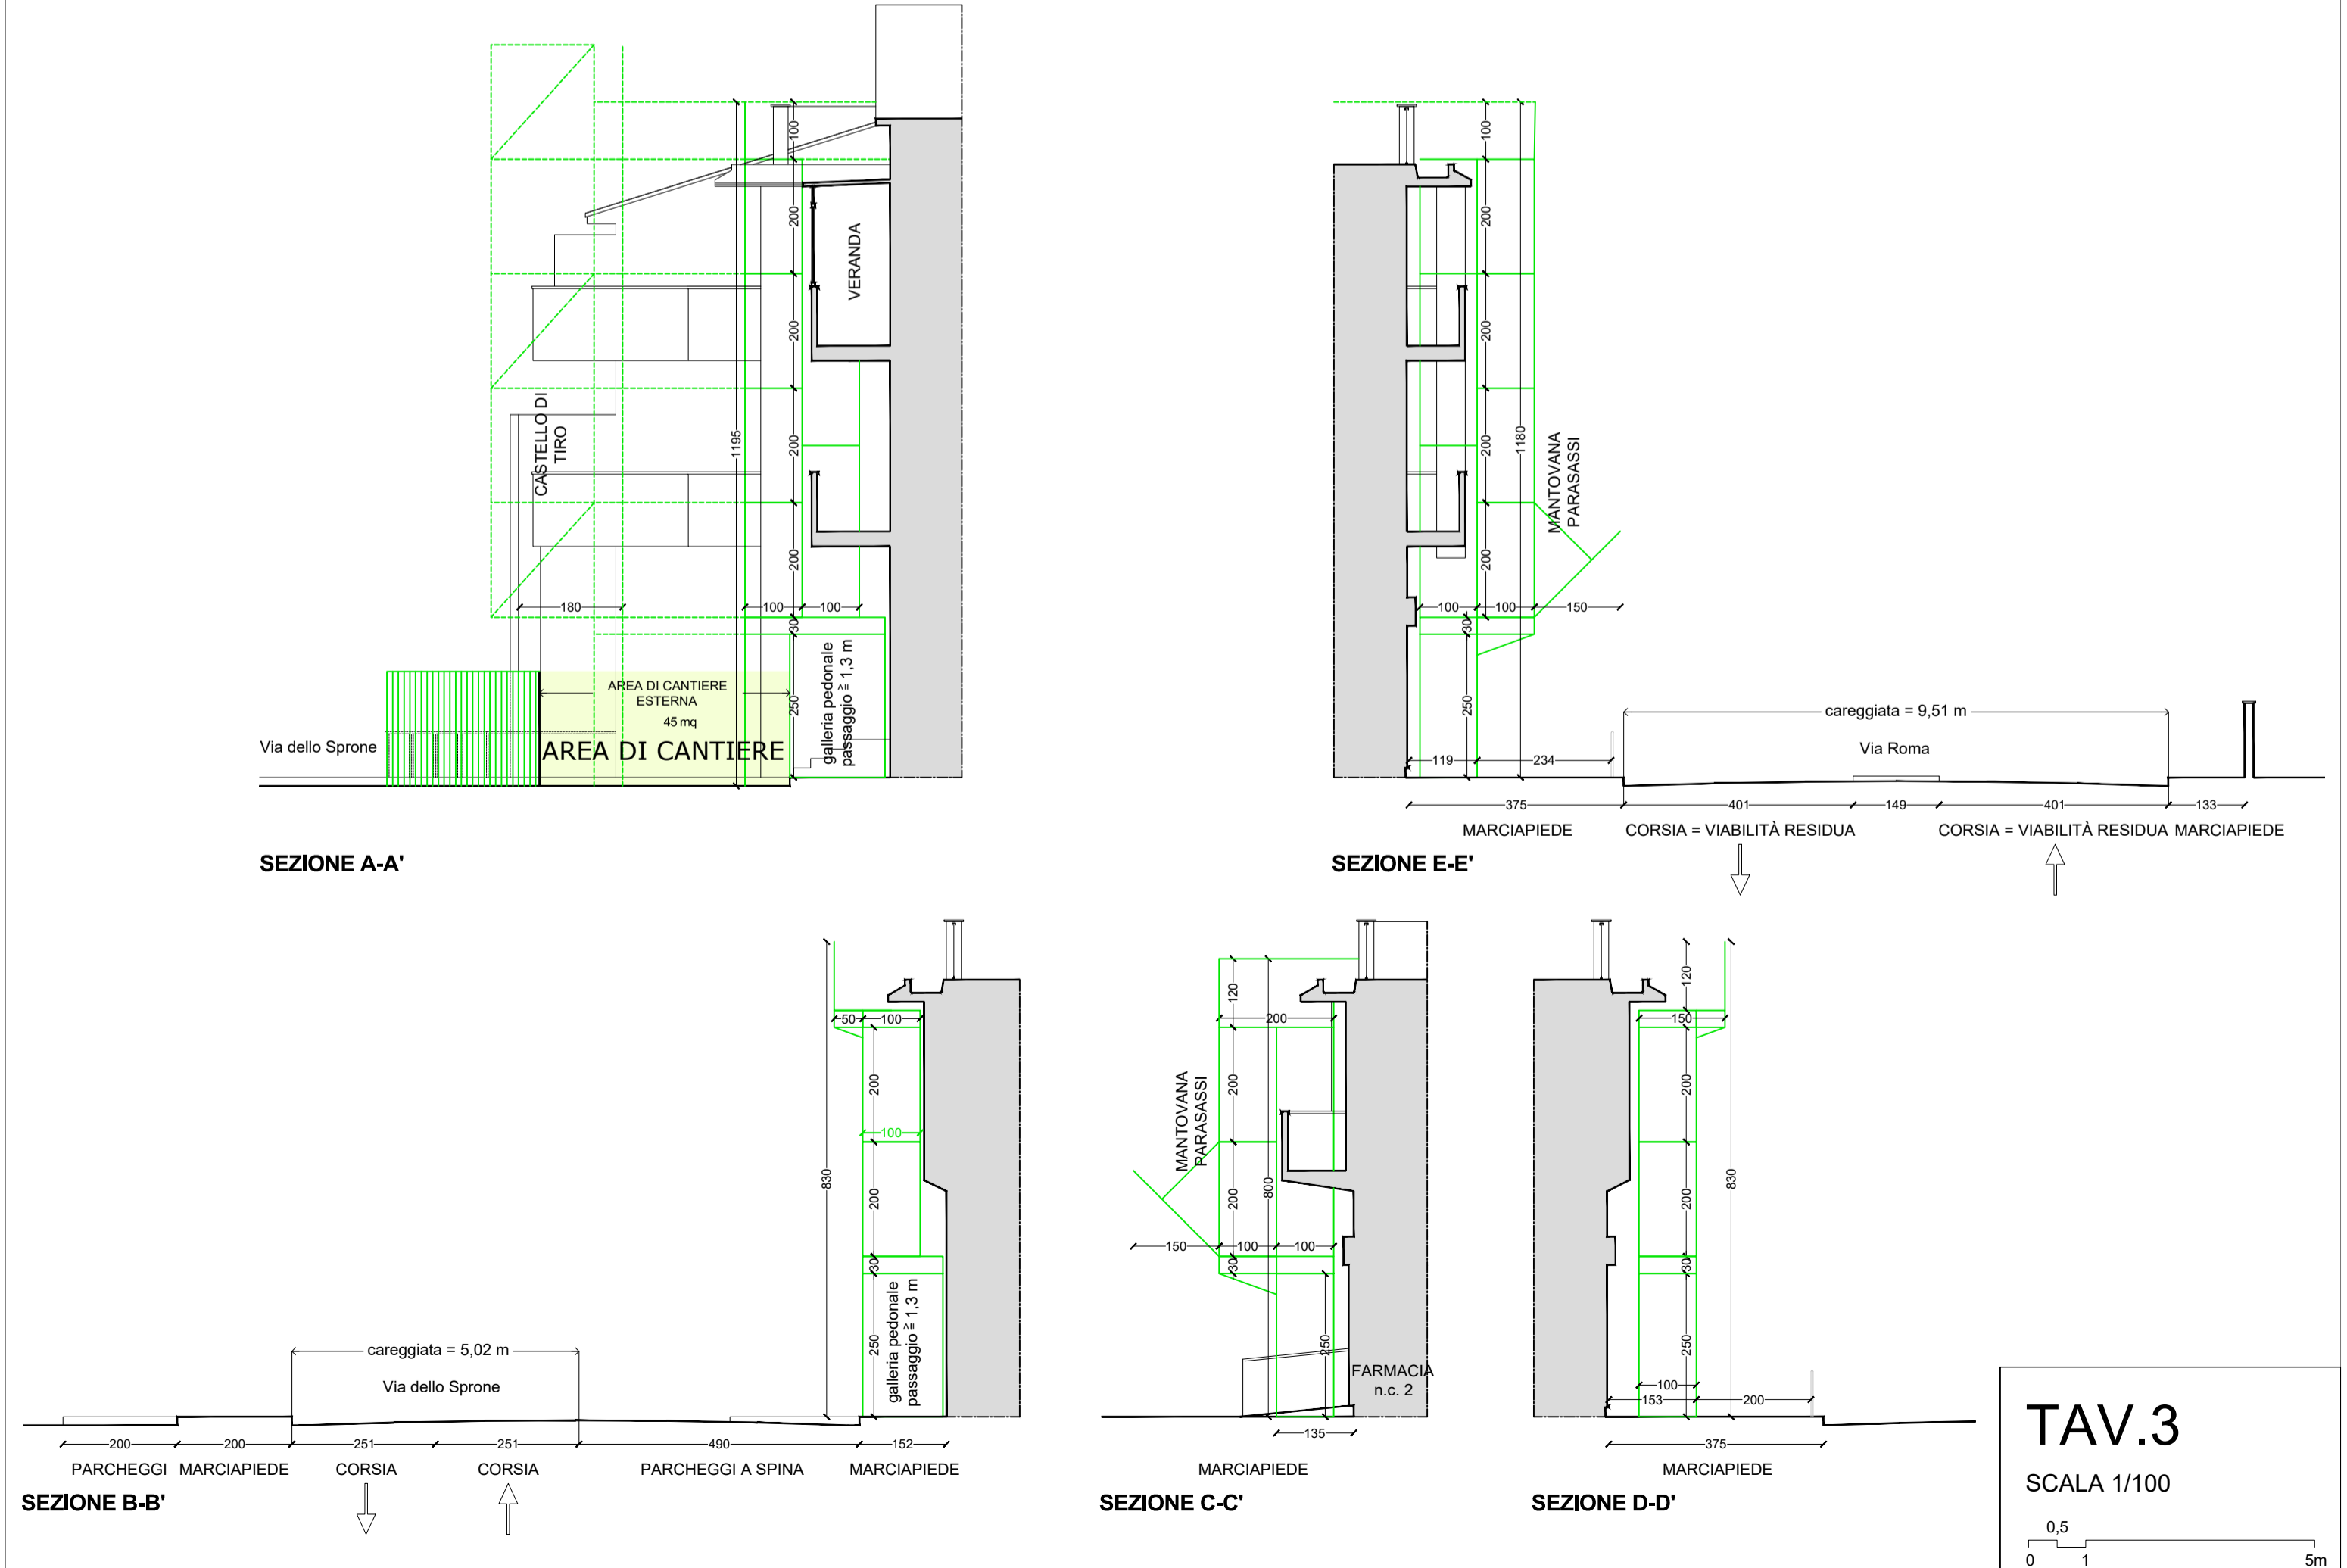 100
200
VERANDA
200
CASTELLO DI
TIRO
1195
200
200
180
100
100
30
AREA DI CANTIERE
ESTERNA
45 mq
250
galleria pedonale
passaggio ≅ 1,3 m
Via dello Sprone
AREA DI CANTIERE
SEZIONE A-A'
100
200
200
200
1180
MANTOVANA
PARASASSI
200
100
100
150
30
250
careggiata = 9,51 m
Via Roma
119
234
375
401
149
401
133
MARCIAPIEDE
CORSIA = VIABILITÀ RESIDUA
CORSIA = VIABILITÀ RESIDUA
MARCIAPIEDE
SEZIONE E-E'
50
100
200
100
830
200
30
250
galleria pedonale
passaggio ≅ 1,3 m
careggiata = 5,02 m
Via dello Sprone
200
200
251
251
490
152
PARCHEGGI
MARCIAPIEDE
CORSIA
CORSIA
PARCHEGGI A SPINA
MARCIAPIEDE
SEZIONE B-B'
120
200
MANTOVANA
PARASASSI
200
200
800
150
100
100
30
250
FARMACIA
n.c. 2
135
MARCIAPIEDE
SEZIONE C-C'
120
150
200
200
830
30
250
100
153
200
375
MARCIAPIEDE
SEZIONE D-D'
TAV.3
SCALA 1/100
0,5
0
1
5m